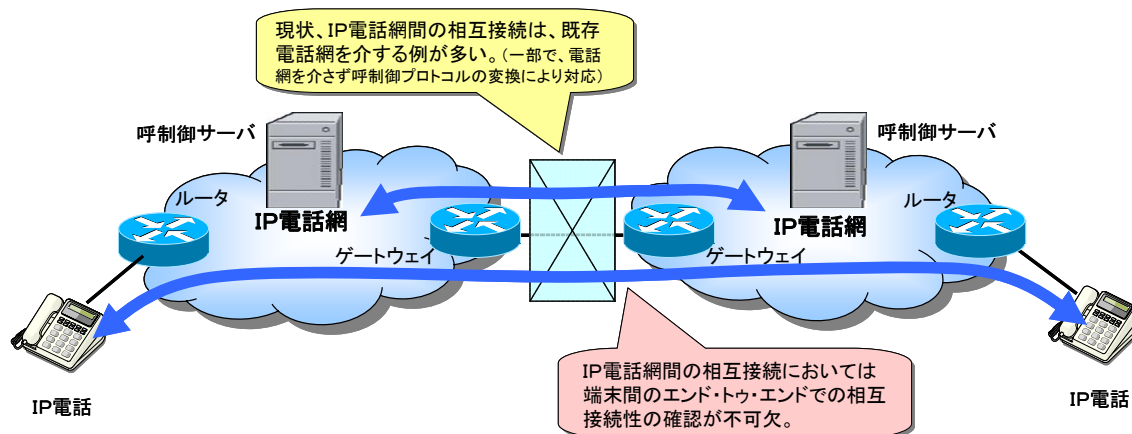 現状、IP電話網間の相互接続は、既存
電話網を介する例が多い。(一部で、電話
網を介さず呼制御プロトコルの変換により対応)
呼制御サーバ
呼制御サーバ
ルータ
IP電話網
IP電話網
ルータ
ゲートウェイ
ゲートウェイ
IP電話網間の相互接続においては
端末間のエンド・トゥ・エンドでの相互
接続性の確認が不可欠。
IP電話
IP電話